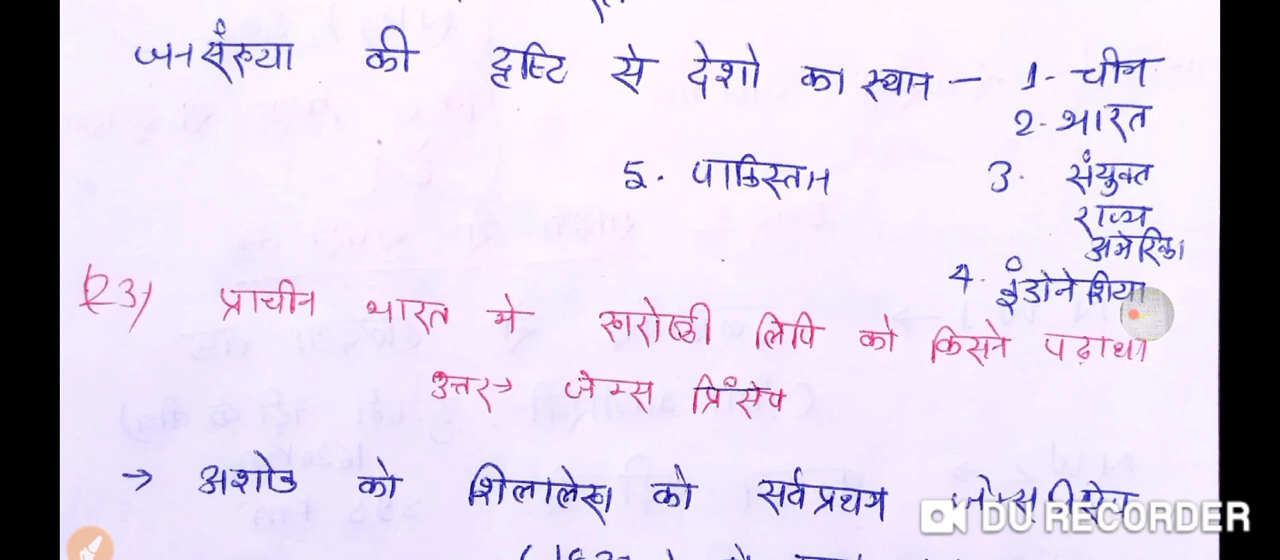 जनसंख्या की दृष्टि से देशो का स्थान – 1. चीन
2. भारत
3. संयुक्त
राज्य
अमेरिका
4. इंडोनेशिया
5. पाकिस्तान
23) प्राचीन भारत मे खरोष्ठी लिपि को किसने पढ़ा था
उत्तर → जेम्स प्रिंसेप
→ अशोक को शिलालेख को सर्वप्रथम
DU RECORDER